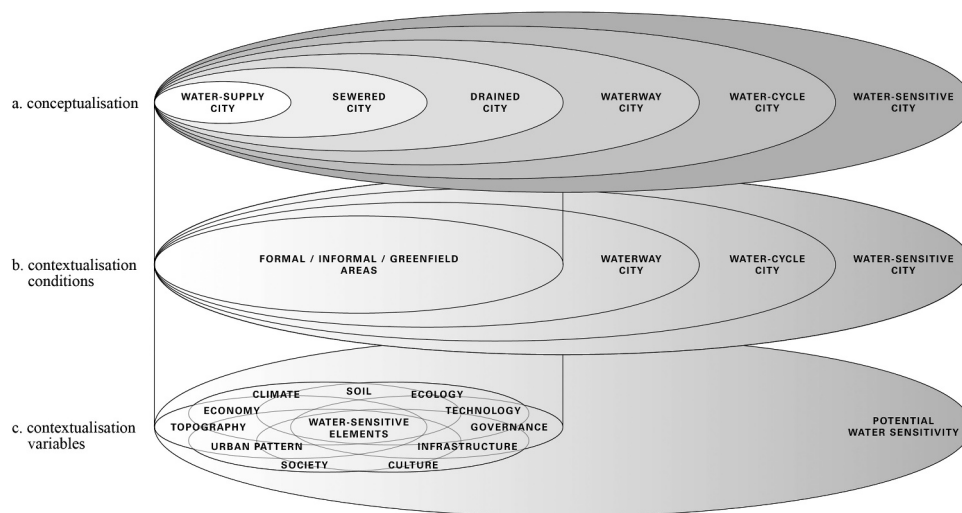 a. conceptualisation
WATER-SUPPLY
CITY
SEWERED
CITY
DRAINED
CITY
WATERWAY
CITY
WATER-CYCLE
CITY
WATER-SENSITIVE
CITY
b. contextualisation
conditions
FORMAL / INFORMAL / GREENFIELD
AREAS
WATERWAY
CITY
WATER-CYCLE
CITY
WATER-SENSITIVE
CITY
c. contextualisation
variables
CLIMATE
SOIL
ECOLOGY
ECONOMY
TECHNOLOGY
TOPOGRAPHY
WATER-SENSITIVE
ELEMENTS
GOVERNANCE
URBAN PATTERN
INFRASTRUCTURE
SOCIETY
CULTURE
POTENTIAL
WATER SENSITIVITY